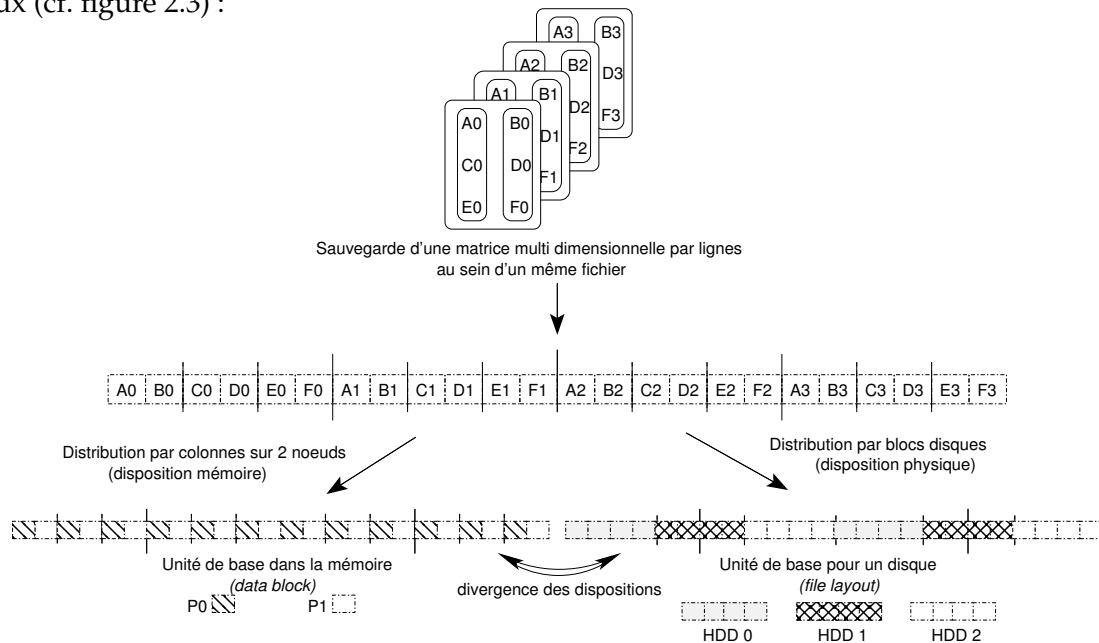 ux (cf. figure 2.3) :
A3 B3
A2 B2 D3
A1 B1 D2 F3
A0 B0 D1 F2
C0 D0 F1
E0 F0
Sauvegarde d'une matrice multi dimensionnelle par lignes
au sein d'un même fichier
A0 B0 C0 D0 E0 F0 A1 B1 C1 D1 E1 F1 A2 B2 C2 D2 E2 F2 A3 B3 C3 D3 E3 F3
Distribution par colonnes sur 2 noeuds
(disposition mémoire)
Distribution par blocs disques
(disposition physique)
Unité de base dans la mémoire
(data block)
P0 P1
divergence des dispositions
Unité de base pour un disque
(file layout)
HDD 0 HDD 1 HDD 2